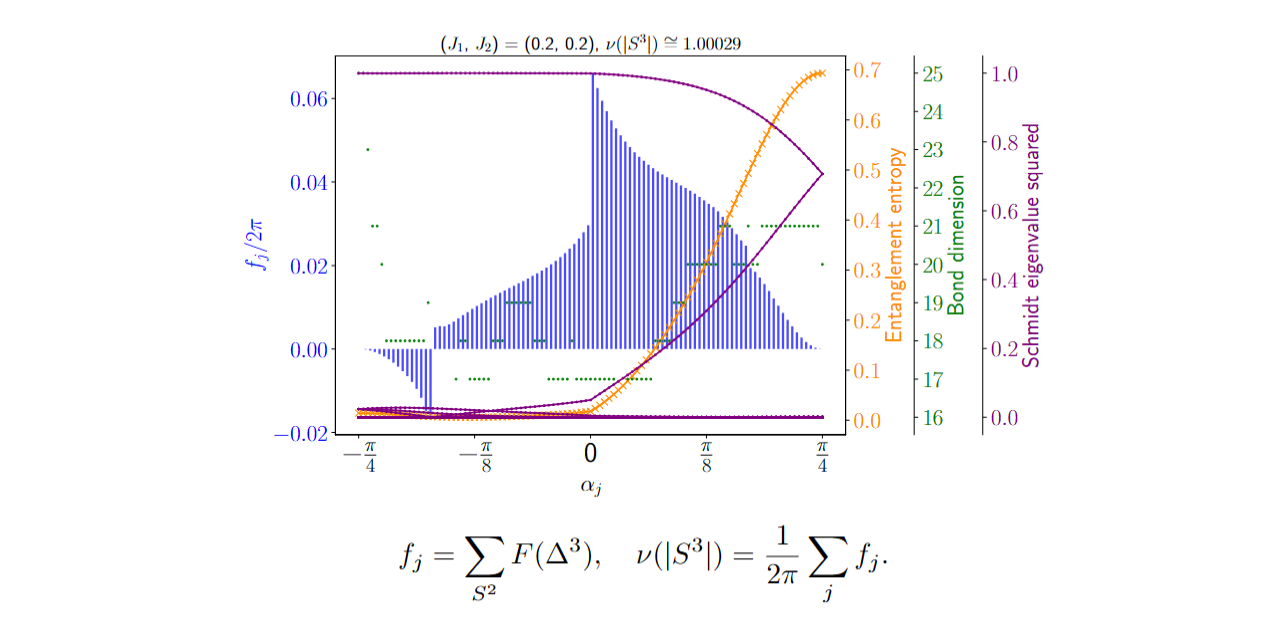 (J₁, J₂) = (0.2, 0.2), ν(|S³|) ≅ 1.00029
0.06
0.04
0.02
0.00
−0.02
f_j/2π
0.7
0.6
0.5
0.4
0.3
0.2
0.1
0.0
Entanglement entropy
25
24
23
22
21
20
19
18
17
16
Bond dimension
1.0
0.8
0.6
0.4
0.2
0.0
Schmidt eigenvalue squared
−π/4
−π/8
0
π/8
π/4
α_j
f_j = ∑_{S²} F(Δ³), ν(|S³|) = 1/2π ∑_j f_j.